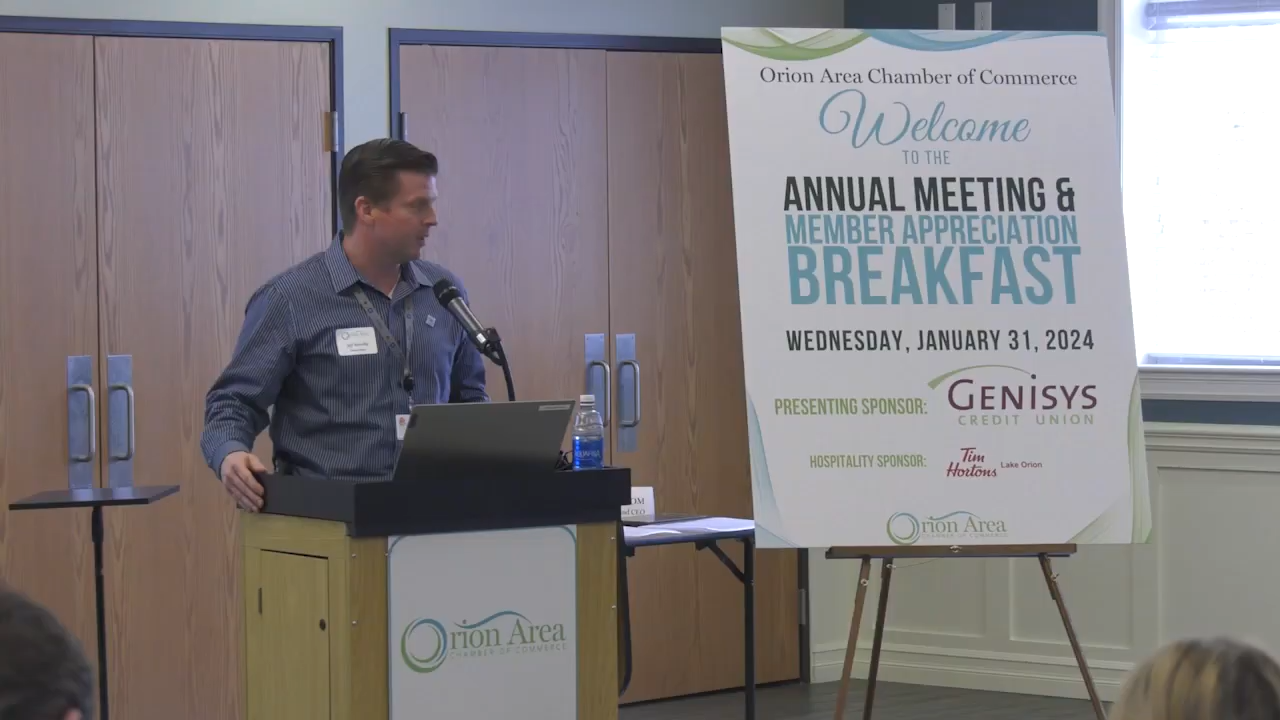 Orion Area Chamber of Commerce
Welcome
TO THE
ANNUAL MEETING &
MEMBER APPRECIATION
BREAKFAST
WEDNESDAY, JANUARY 31, 2024
PRESENTING SPONSOR:
GENISYS
CREDIT UNION
HOSPITALITY SPONSOR:
Tim
Hortons
Lake Orion
Orion Area
CHAMBER OF COMMERCE
Orion Area
CHAMBER OF COMMERCE